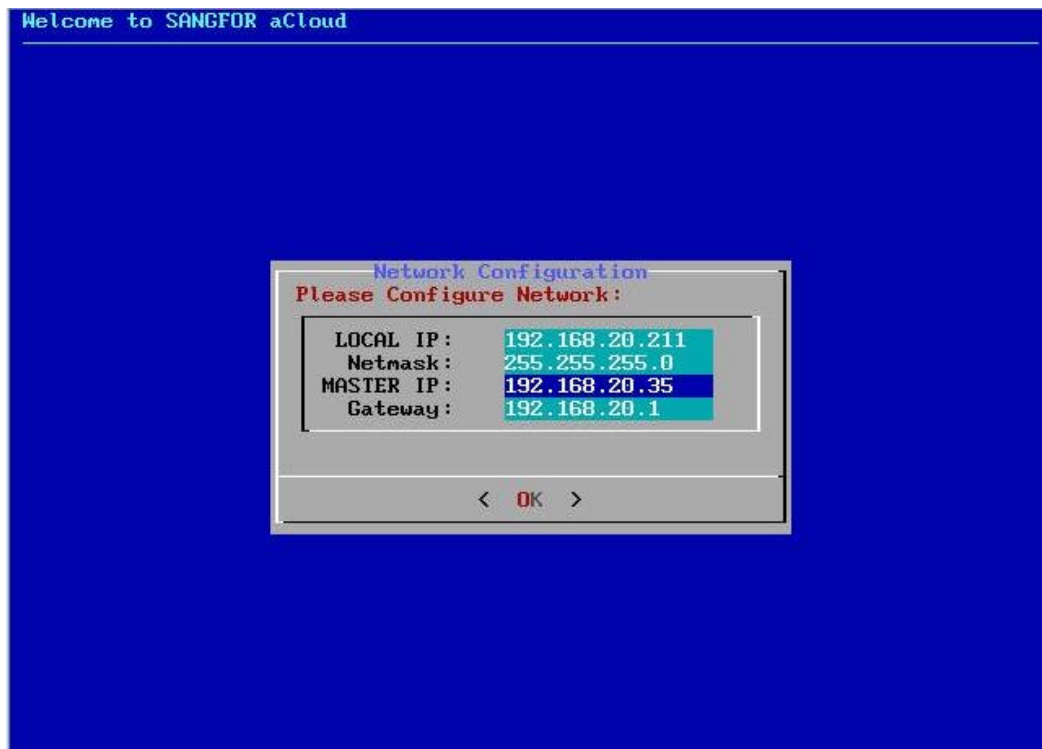 Welcome to SANGFOR aCloud
Network Configuration
Please Configure Network:
LOCAL IP: 192.168.20.211
Netmask: 255.255.255.0
MASTER IP: 192.168.20.35
Gateway: 192.168.20.1
< OK >